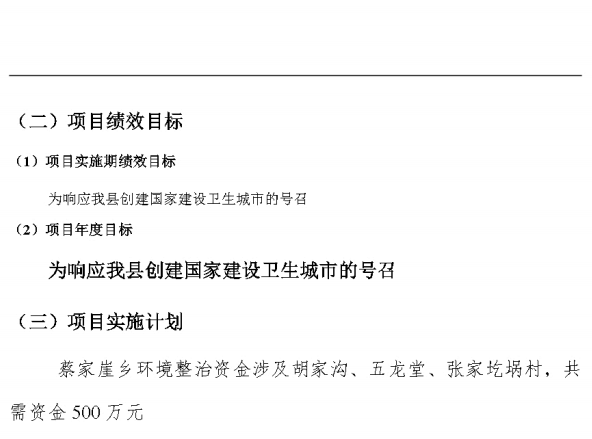 （二）项目绩效目标
（1）项目实施期绩效目标
为响应我县创建国家建设卫生城市的号召
（2）项目年度目标
为响应我县创建国家建设卫生城市的号召
（三）项目实施计划
蔡家崖乡环境整治资金涉及胡家沟、五龙堂、张家圪埚村，共
需资金 500 万元